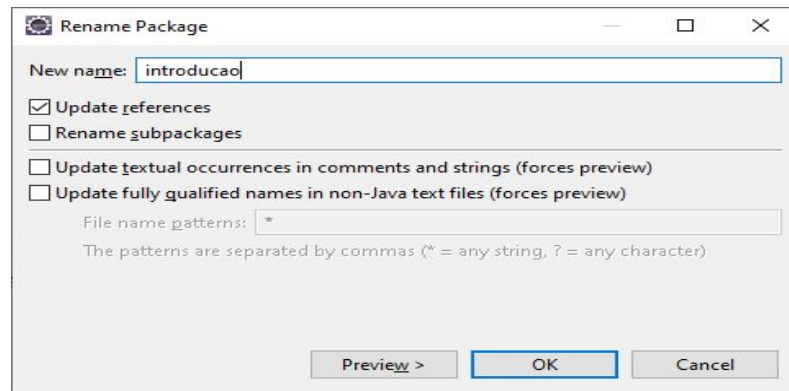 Rename Package
New name: introducao
Update references
Rename subpackages
Update textual occurrences in comments and strings (forces preview)
Update fully qualified names in non-Java text files (forces preview)
File name patterns: *
The patterns are separated by commas (* = any string, ? = any character)
Preview > OK Cancel